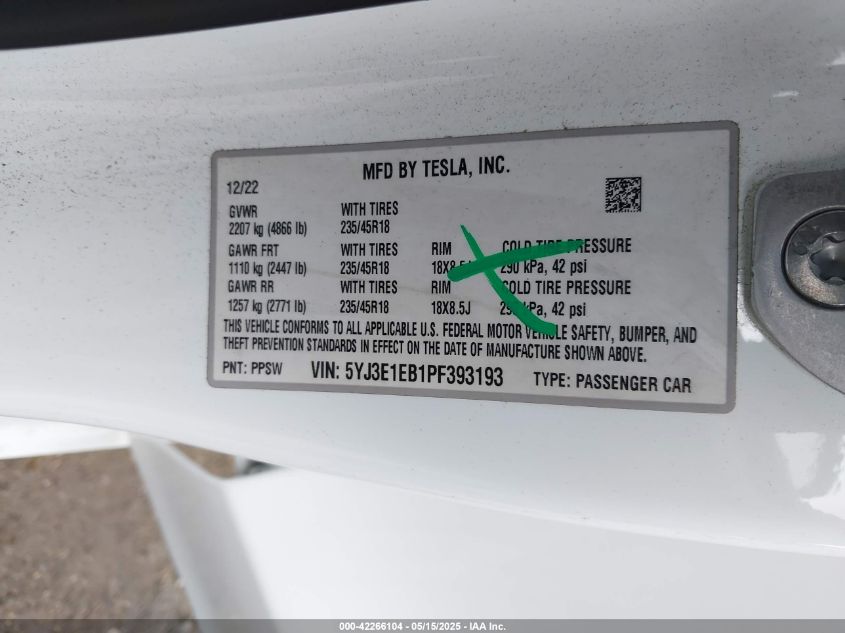 MFD BY TESLA, INC.
12/22
GVWR WITH TIRES
2207 kg (4866 lb) 235/45R18
GAWR FRT WITH TIRES RIM COLD TIRE PRESSURE
1110 kg (2447 lb) 235/45R18 18X8.5J 290 kPa, 42 psi
GAWR RR WITH TIRES RIM COLD TIRE PRESSURE
1257 kg (2771 lb) 235/45R18 18X8.5J 290 kPa, 42 psi
THIS VEHICLE CONFORMS TO ALL APPLICABLE U.S. FEDERAL MOTOR VEHICLE SAFETY, BUMPER, AND
THEFT PREVENTION STANDARDS IN EFFECT ON THE DATE OF MANUFACTURE SHOWN ABOVE.
PNT: PPSW VIN: 5YJ3E1EB1PF393193 TYPE: PASSENGER CAR
000-42266104 - 05/15/2025 - IAA Inc.